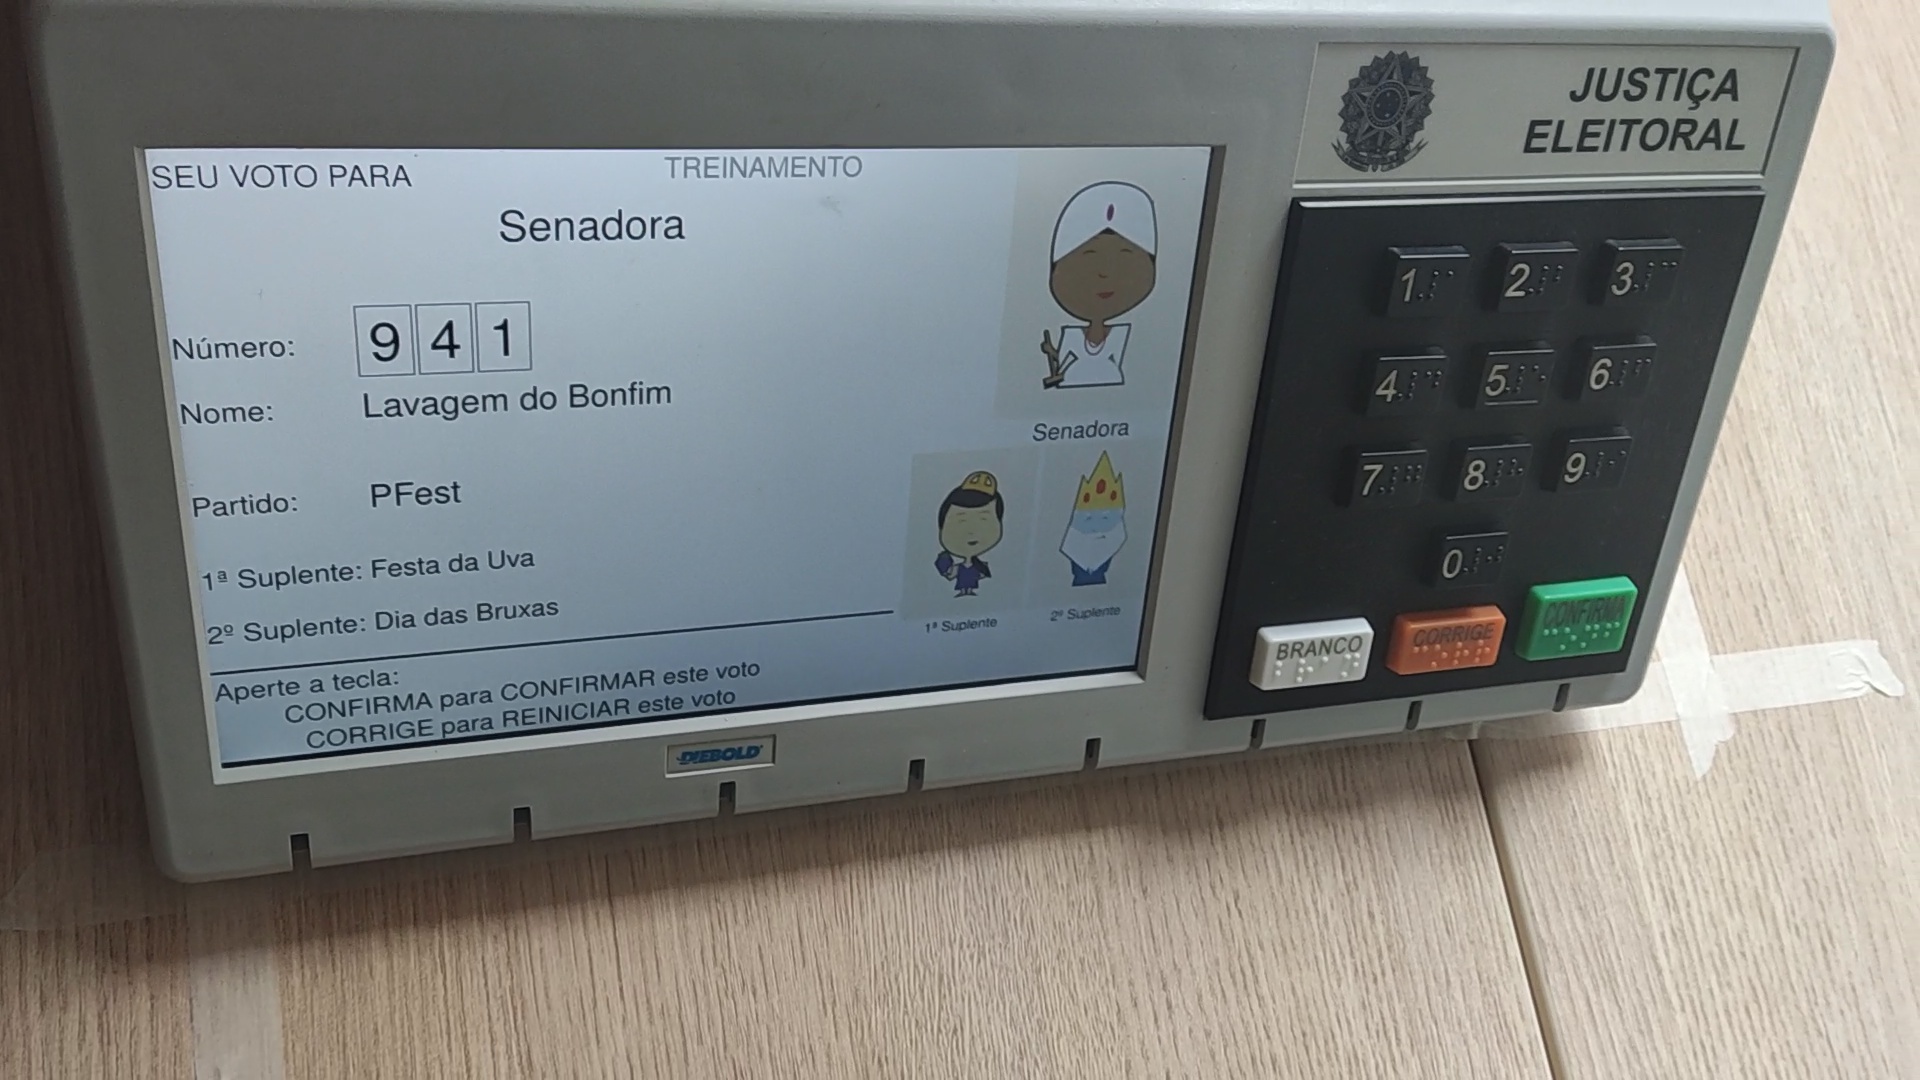 SEU VOTO PARA
TREINAMENTO
Senadora
Número: 9 4 1
Nome: Lavagem do Bonfim
Partido: PFest
1ª Suplente: Festa da Uva
2º Suplente: Dia das Bruxas
Senadora
1ª Suplente
2º Suplente
Aperte a tecla:
CONFIRMA para CONFIRMAR este voto
CORRIGE para REINICIAR este voto
DIEBOLD
JUSTIÇA
ELEITORAL
1 2 3
4 5 6
7 8 9
0
BRANCO CORRIGE CONFIRMA